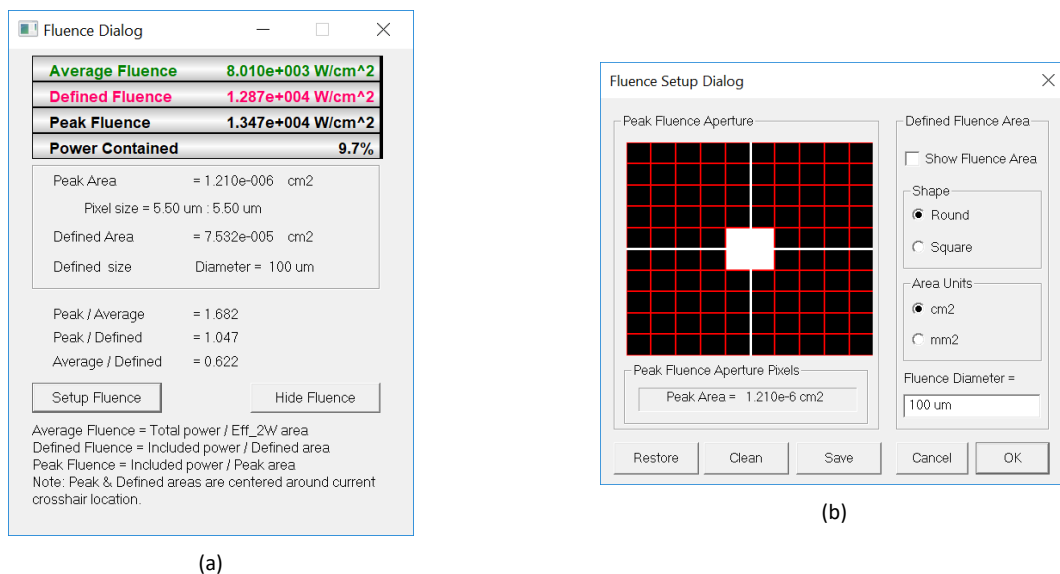 Fluence Dialog
Average Fluence 8.010e+003 W/cm^2
Defined Fluence 1.287e+004 W/cm^2
Peak Fluence 1.347e+004 W/cm^2
Power Contained 9.7%
Peak Area = 1.210e-006 cm2
Pixel size = 5.50 um : 5.50 um
Defined Area = 7.532e-005 cm2
Defined size Diameter = 100 um
Peak / Average = 1.682
Peak / Defined = 1.047
Average / Defined = 0.622
Setup Fluence Hide Fluence
Average Fluence = Total power / Eff_2W area
Defined Fluence = Included power / Defined area
Peak Fluence = Included power / Peak area
Note: Peak & Defined areas are centered around current
crosshair location.
(a)
Fluence Setup Dialog
Peak Fluence Aperture
Peak Fluence Aperture Pixels
Peak Area = 1.210e-6 cm2
Defined Fluence Area
Show Fluence Area
Shape
Round
Square
Area Units
cm2
mm2
Fluence Diameter =
100 um
Restore Clean Save Cancel OK
(b)